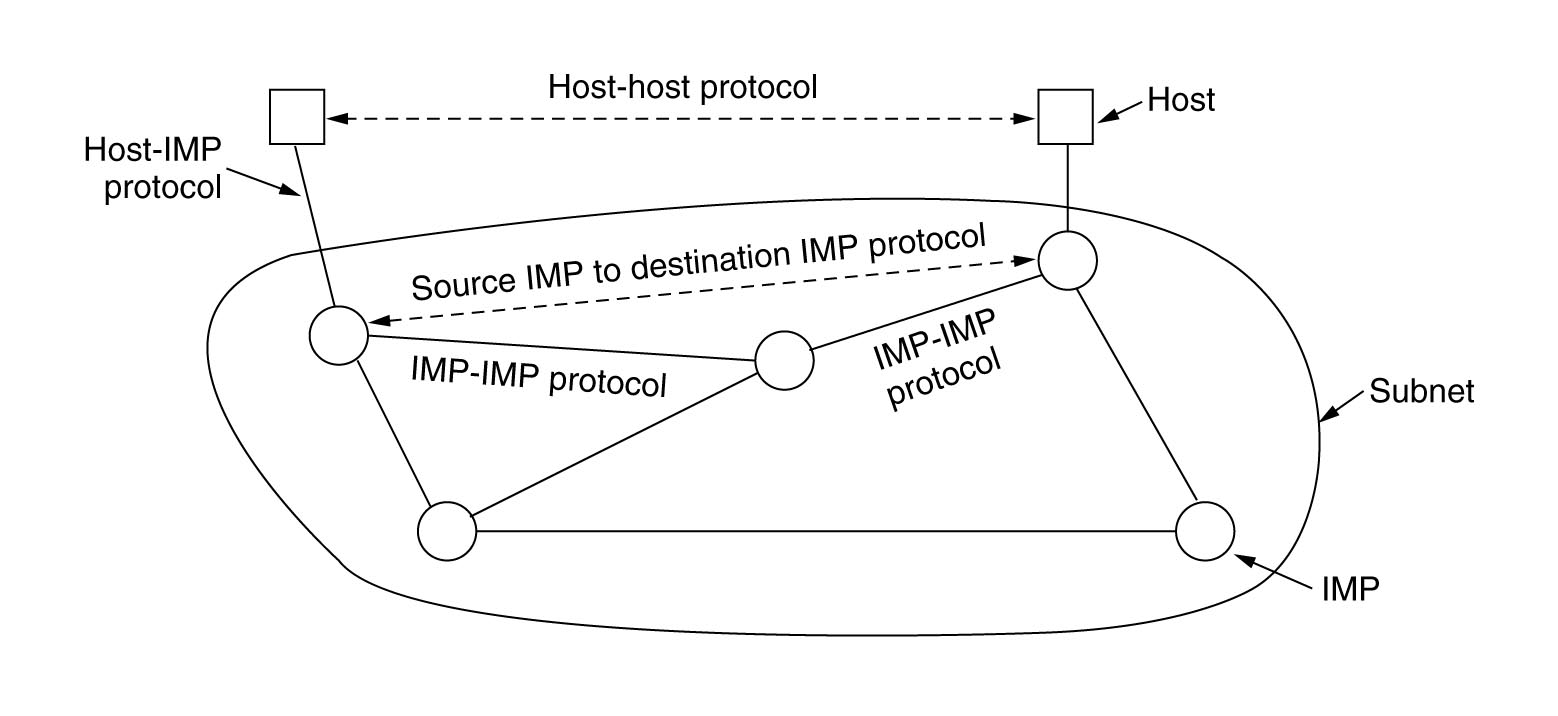 Host-host protocol
Host
Host-IMP
protocol
Source IMP to destination IMP protocol
IMP-IMP protocol
IMP-IMP
protocol
Subnet
IMP